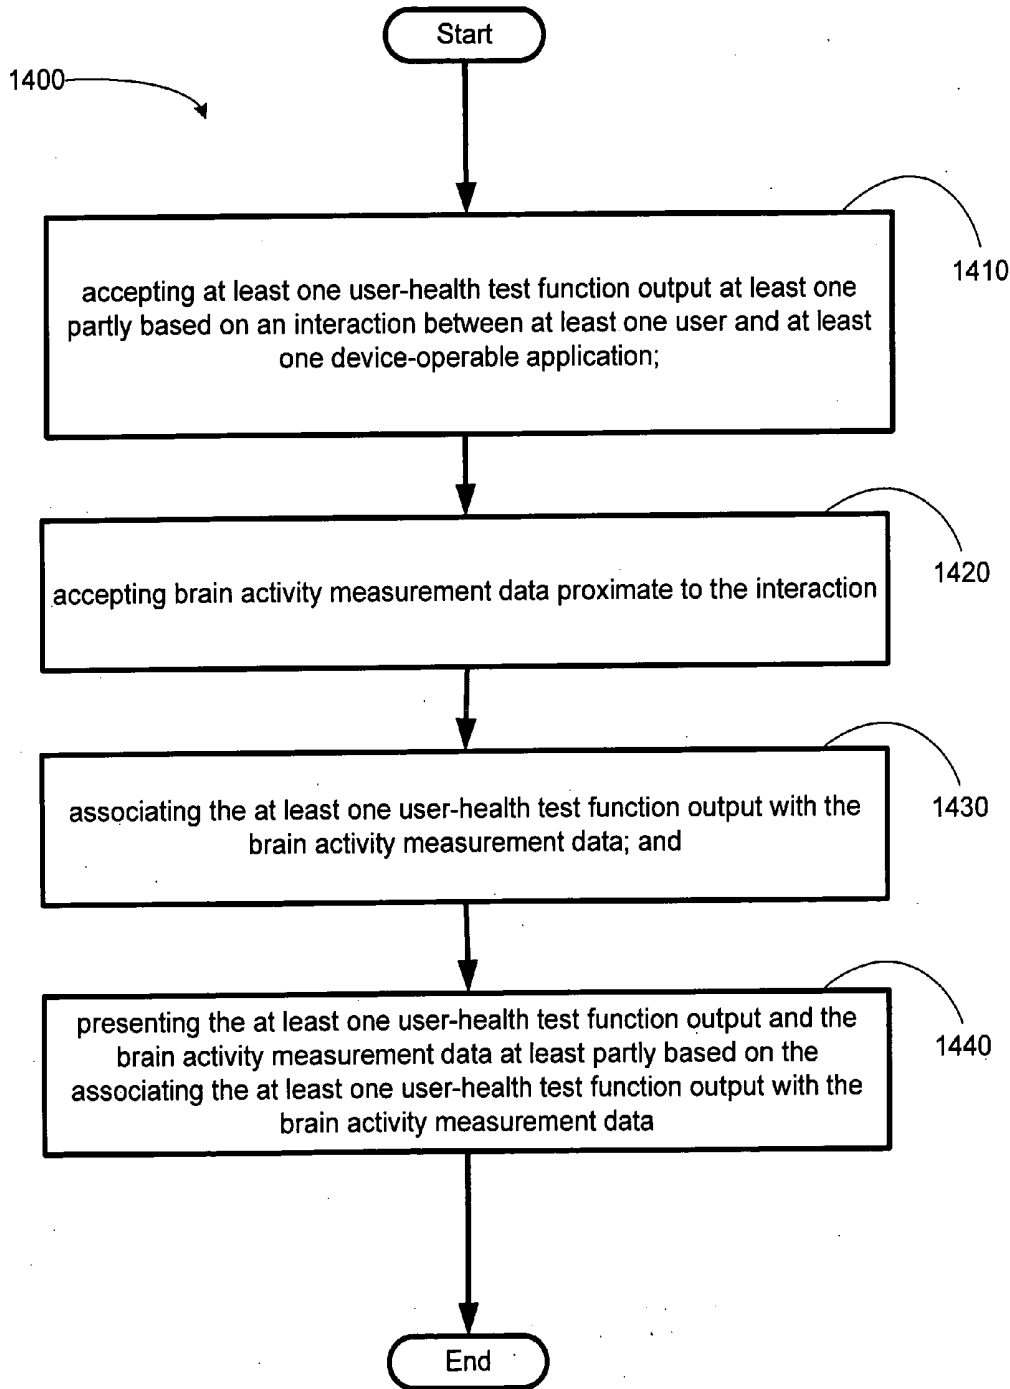 Start
1400
1410
accepting at least one user-health test function output at least one
partly based on an interaction between at least one user and at least
one device-operable application;
1420
accepting brain activity measurement data proximate to the interaction
1430
associating the at least one user-health test function output with the
brain activity measurement data; and
1440
presenting the at least one user-health test function output and the
brain activity measurement data at least partly based on the
associating the at least one user-health test function output with the
brain activity measurement data
End